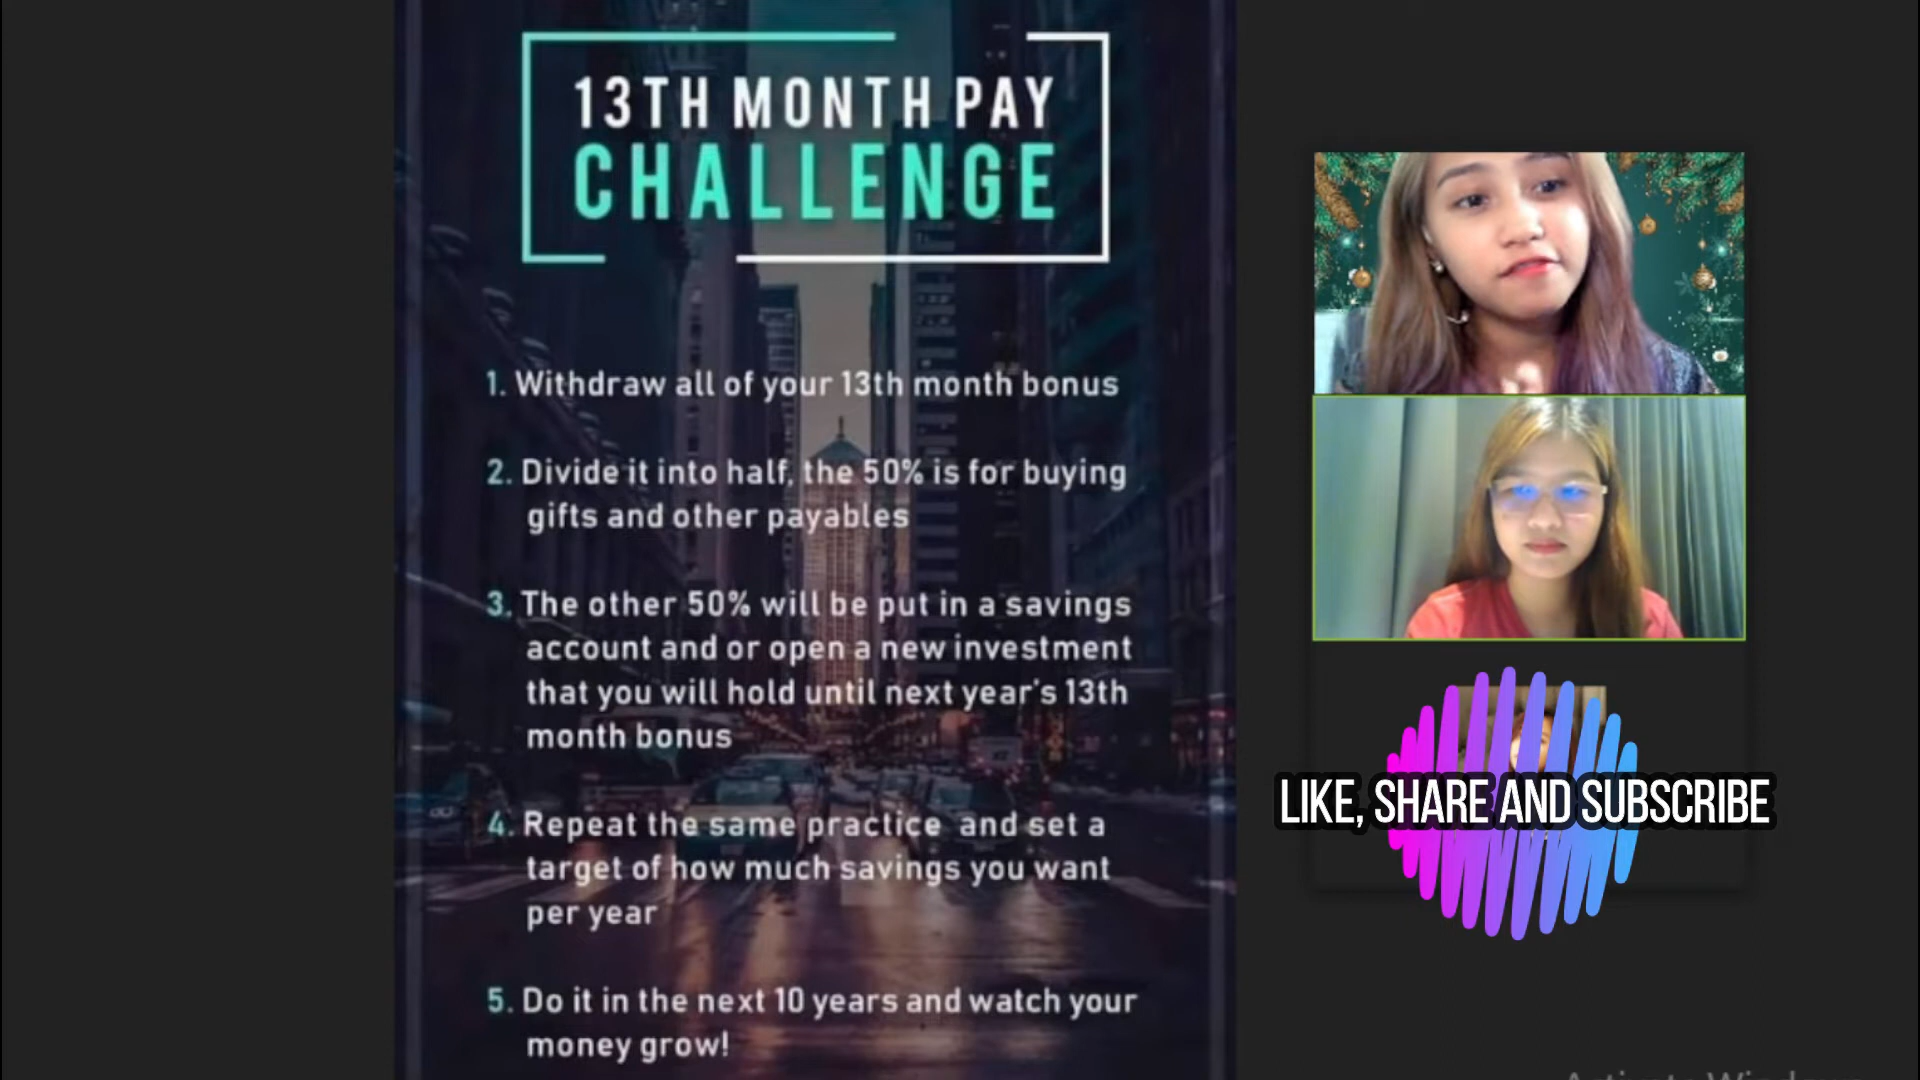 13TH MONTH PAY
CHALLENGE
1. Withdraw all of your 13th month bonus
2. Divide it into half, the 50% is for buying
gifts and other payables
3. The other 50% will be put in a savings
account and or open a new investment
that you will hold until next year's 13th
month bonus
4. Repeat the same practice and set a
target of how much savings you want
per year
5. Do it in the next 10 years and watch your
money grow!
LIKE, SHARE AND SUBSCRIBE